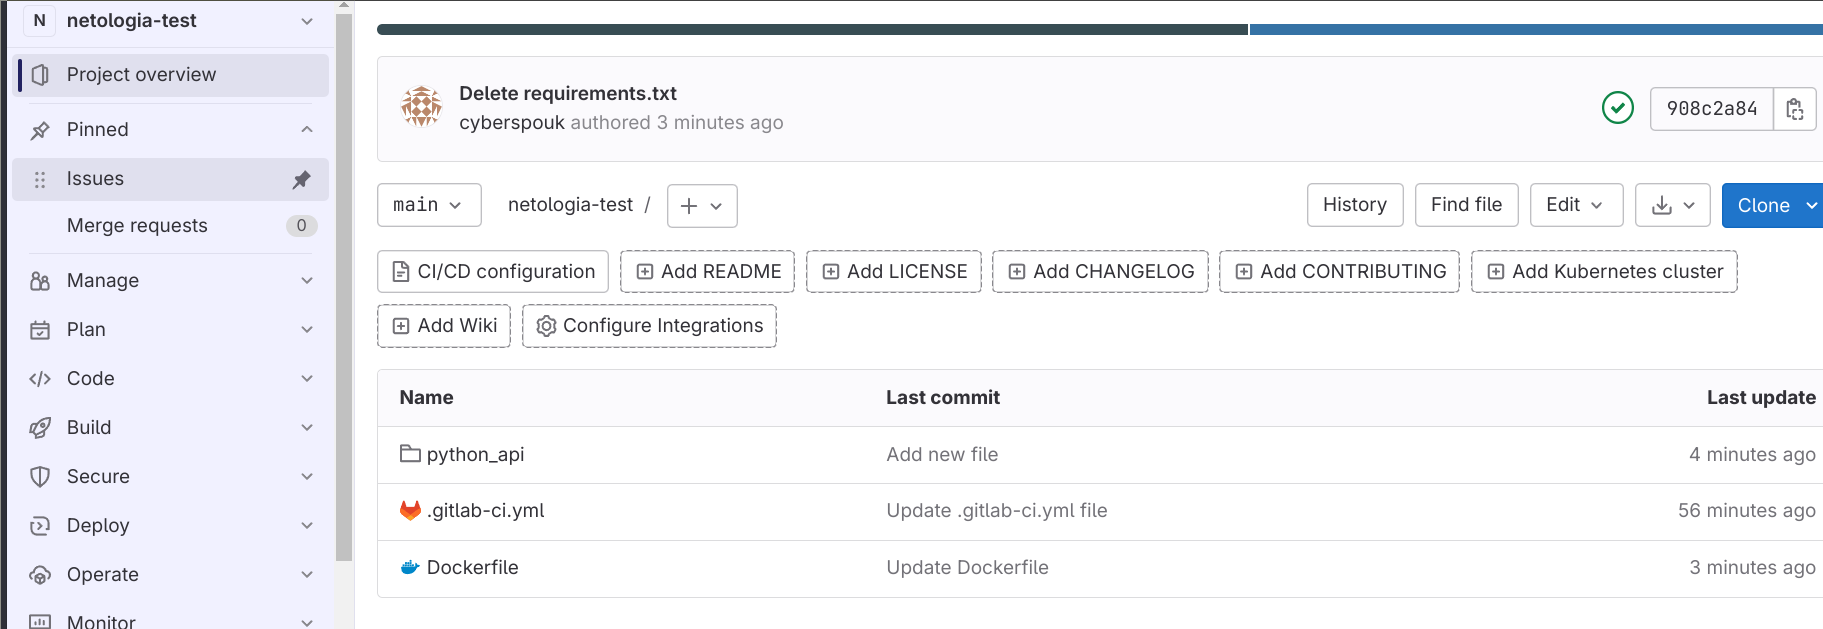 N netologia-test
Project overview
Pinned
Issues
Merge requests 0
Manage
Plan
Code
Build
Secure
Deploy
Operate
Monitor
Delete requirements.txt
cyberspouk authored 3 minutes ago
908c2a84
main netologia-test / History Find file Edit Clone
CI/CD configuration Add README Add LICENSE Add CHANGELOG Add CONTRIBUTING Add Kubernetes cluster
Add Wiki Configure Integrations
Name Last commit Last update
python_api Add new file 4 minutes ago
.gitlab-ci.yml Update .gitlab-ci.yml file 56 minutes ago
Dockerfile Update Dockerfile 3 minutes ago